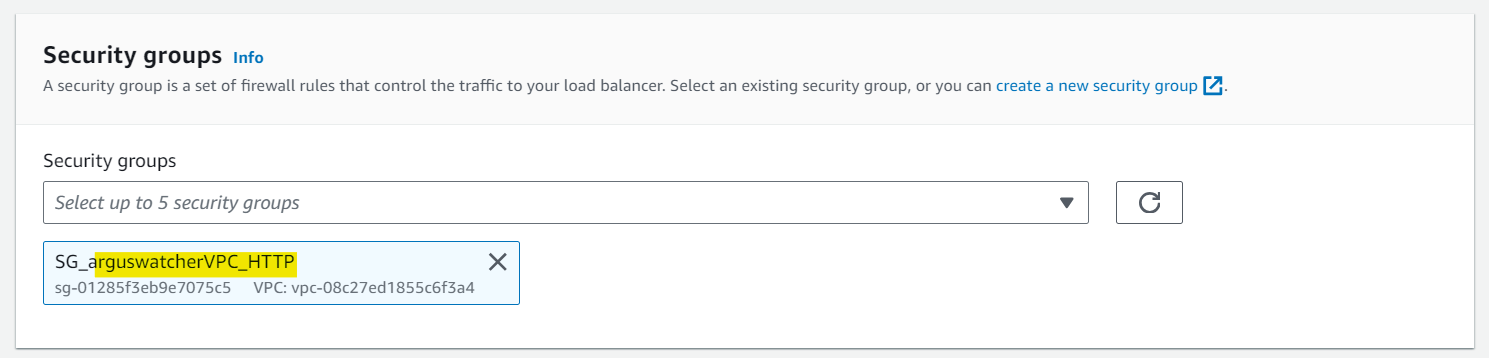 Security groups Info
A security group is a set of firewall rules that control the traffic to your load balancer. Select an existing security group, or you can create a new security group.
Security groups
Select up to 5 security groups
SG_arguswatcherVPC_HTTP
sg-01285f3eb9e7075c5 VPC: vpc-08c27ed1855c6f3a4